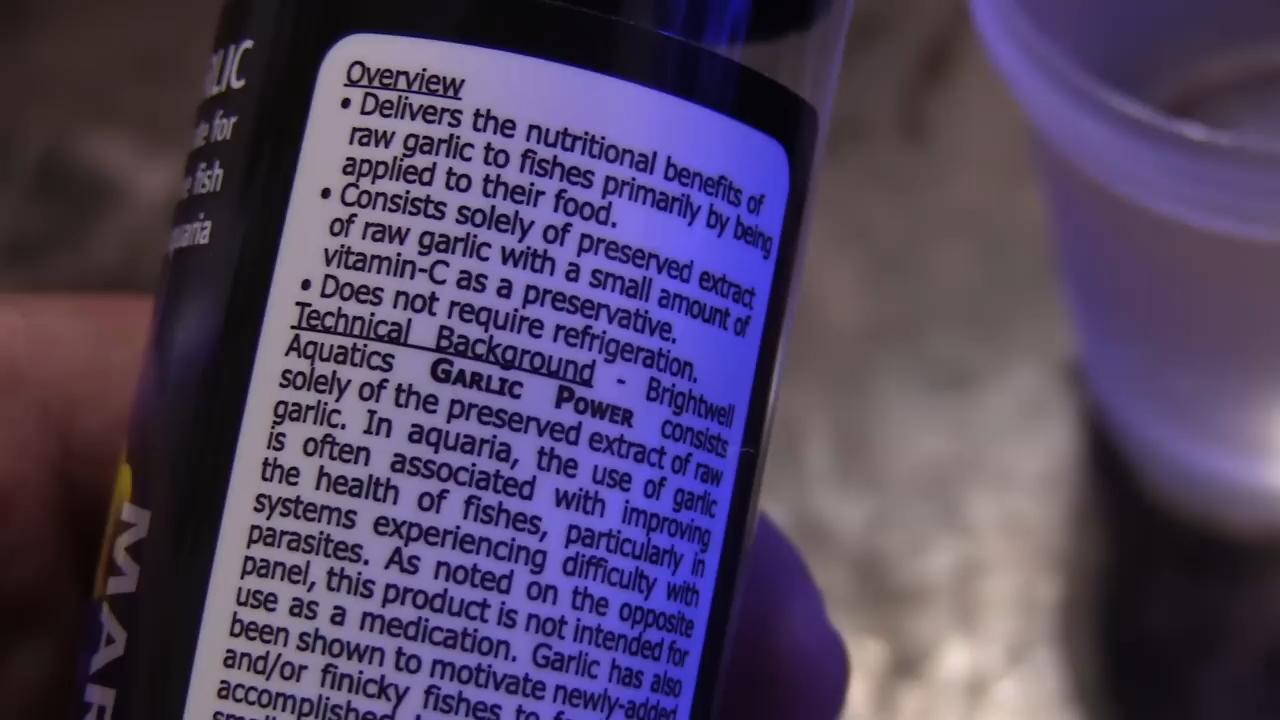 Overview
• Delivers the nutritional benefits of
raw garlic to fishes primarily by being
applied to their food.
• Consists solely of preserved extract
of raw garlic with a small amount of
vitamin-C as a preservative.
• Does not require refrigeration.
Technical Background - Brightwell
Aquatics GARLIC POWER consists
solely of the preserved extract of raw
garlic. In aquaria, the use of garlic
is often associated with improving
the health of fishes, particularly in
systems experiencing difficulty with
parasites. As noted on the opposite
panel, this product is not intended for
use as a medication. Garlic has also
been shown to motivate newly-added
and/or finicky fishes to
accomplished
for
fish